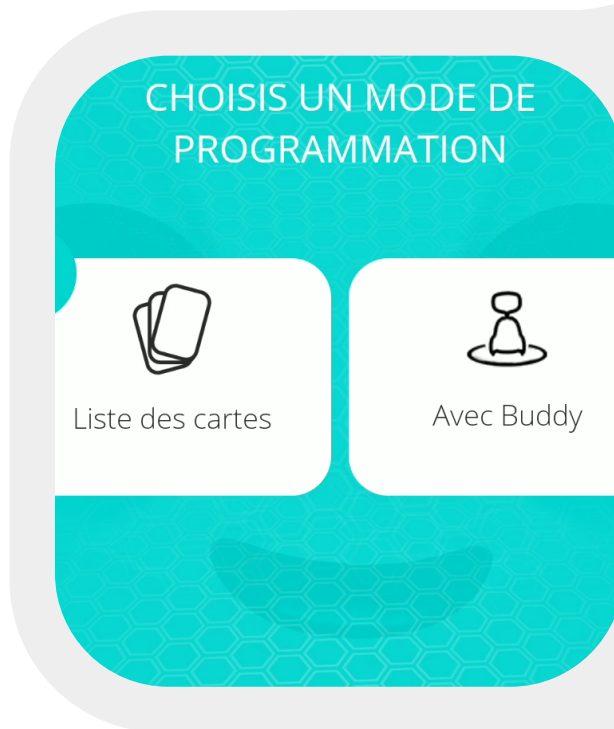 CHOISIS UN MODE DE
PROGRAMMATION
Liste des cartes
Avec Buddy